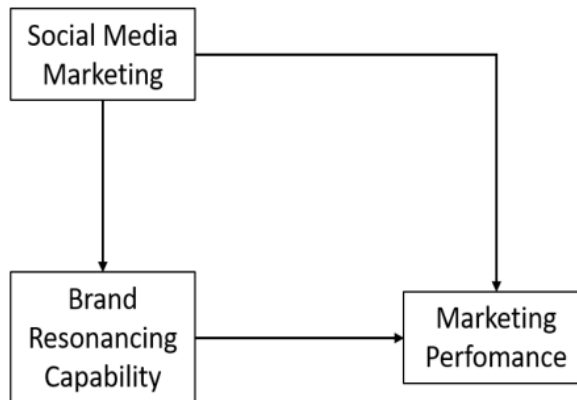 Social Media
Marketing
Brand
Resonancing
Capability
Marketing
Perfomance